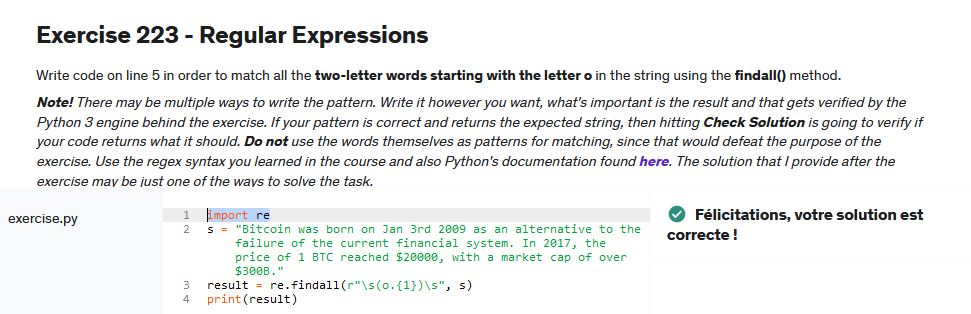 Exercise 223 - Regular Expressions
Write code on line 5 in order to match all the two-letter words starting with the letter o in the string using the findall() method.
Note! There may be multiple ways to write the pattern. Write it however you want, what's important is the result and that gets verified by the
Python 3 engine behind the exercise. If your pattern is correct and returns the expected string, then hitting Check Solution is going to verify if
your code returns what it should. Do not use the words themselves as patterns for matching, since that would defeat the purpose of the
exercise. Use the regex syntax you learned in the course and also Python's documentation found here. The solution that I provide after the
exercise may be just one of the ways to solve the task.
exercise.py
1 import re
2 s = "Bitcoin was born on Jan 3rd 2009 as an alternative to the
failure of the current financial system. In 2017, the
price of 1 BTC reached $20000, with a market cap of over
$300B."
3 result = re.findall(r"\s(o.{1})\s", s)
4 print(result)
Félicitations, votre solution est
correcte !